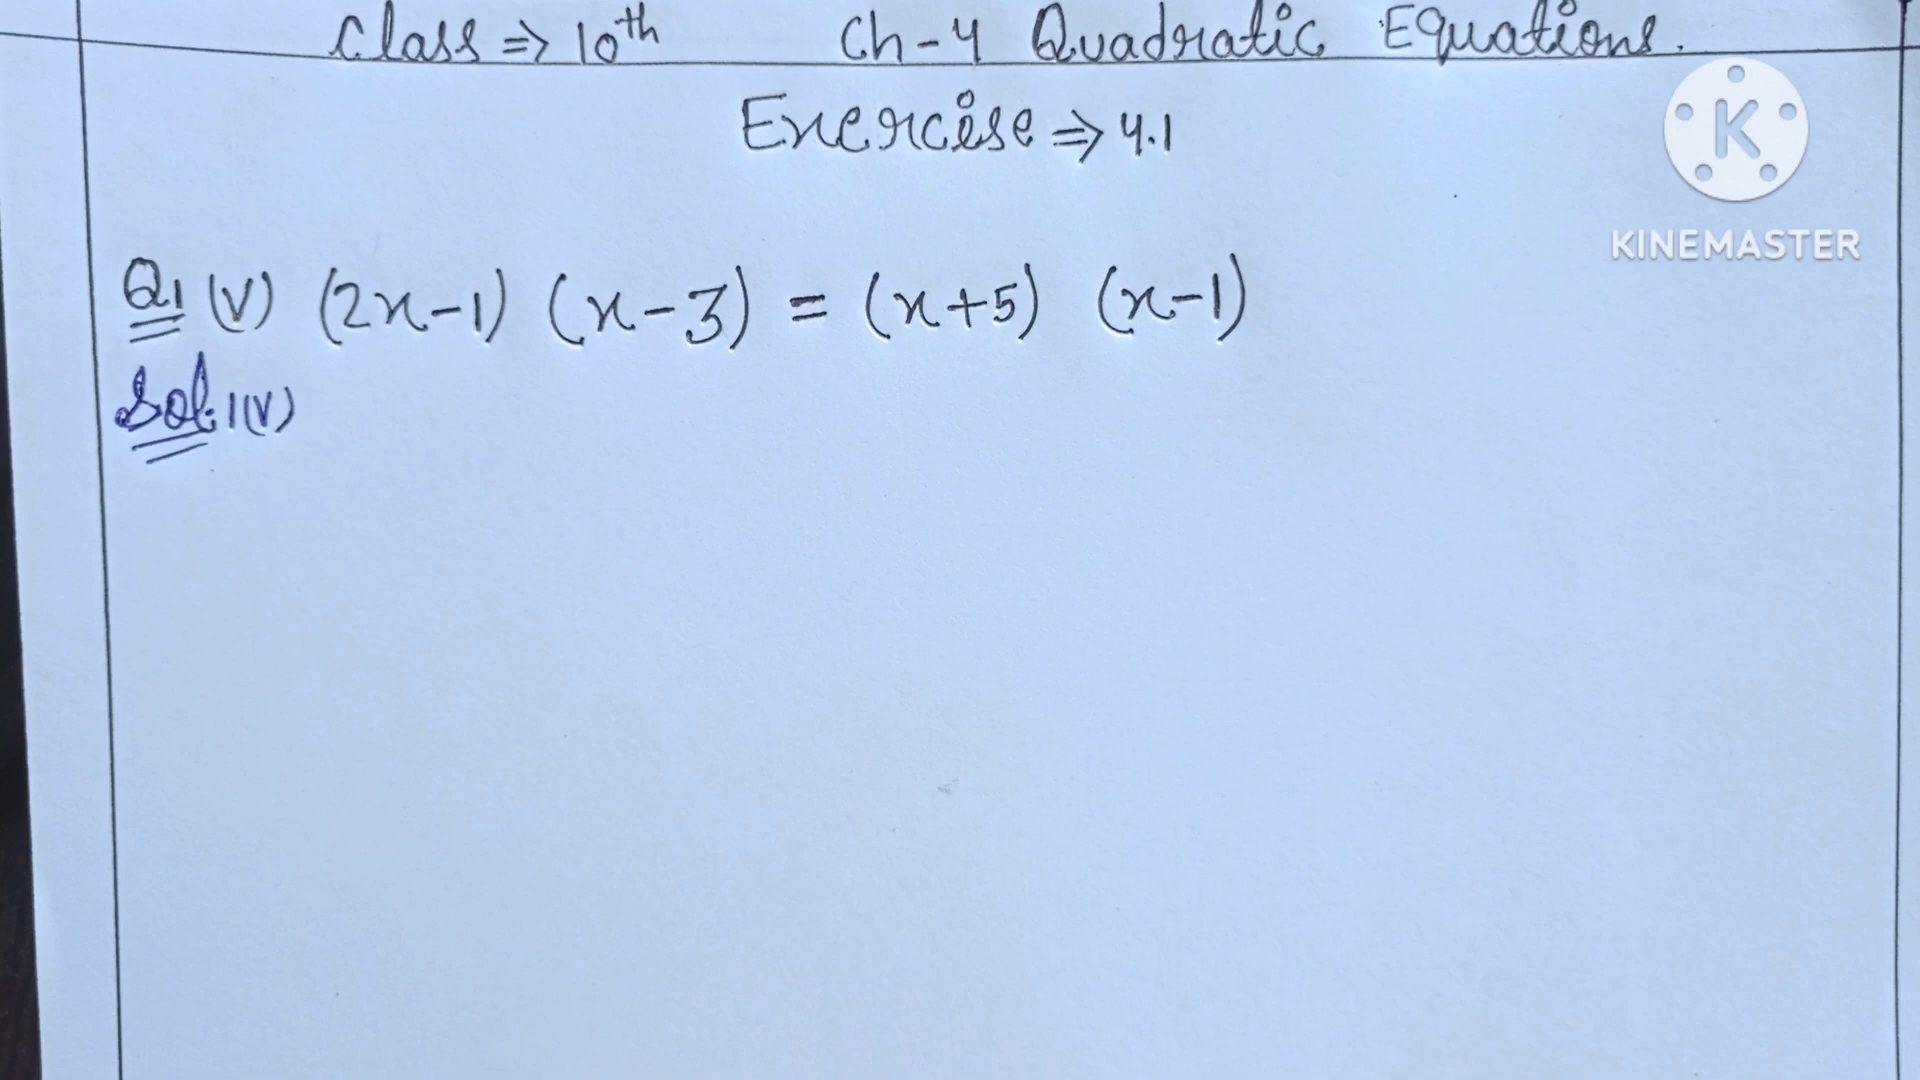 Class ⇒ 10th Ch-4 Quadratic Equations.
Exercise ⇒ 4.1
K
KINEMASTER
Q1 (V) (2x-1) (x-3) = (x+5) (x-1)
Sol. 1(V)